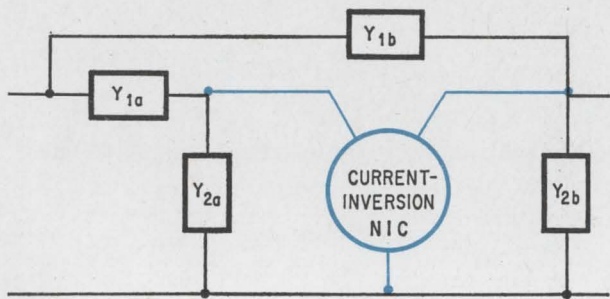 Y1b
Y1a
Y2a
CURRENT-
INVERSION
NIC
Y2b